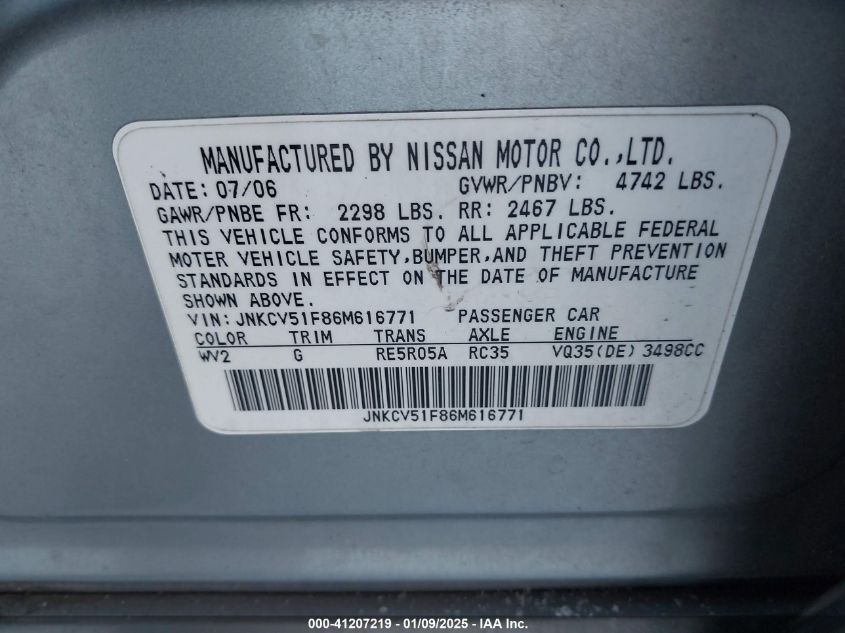 MANUFACTURED BY NISSAN MOTOR CO.,LTD.
DATE: 07/06 GVWR/PNBV: 4742 LBS.
GAWR/PNBE FR: 2298 LBS. RR: 2467 LBS.
THIS VEHICLE CONFORMS TO ALL APPLICABLE FEDERAL
MOTER VEHICLE SAFETY,BUMPER,AND THEFT PREVENTION
STANDARDS IN EFFECT ON THE DATE OF MANUFACTURE
SHOWN ABOVE.
VIN: JNKCV51F86M616771 PASSENGER CAR
COLOR TRIM TRANS AXLE ENGINE
WV2 G RE5R05A RC35 VQ35(DE) 3498CC
JNKCV51F86M616771
000-41207219 - 01/09/2025 - IAA, Inc.